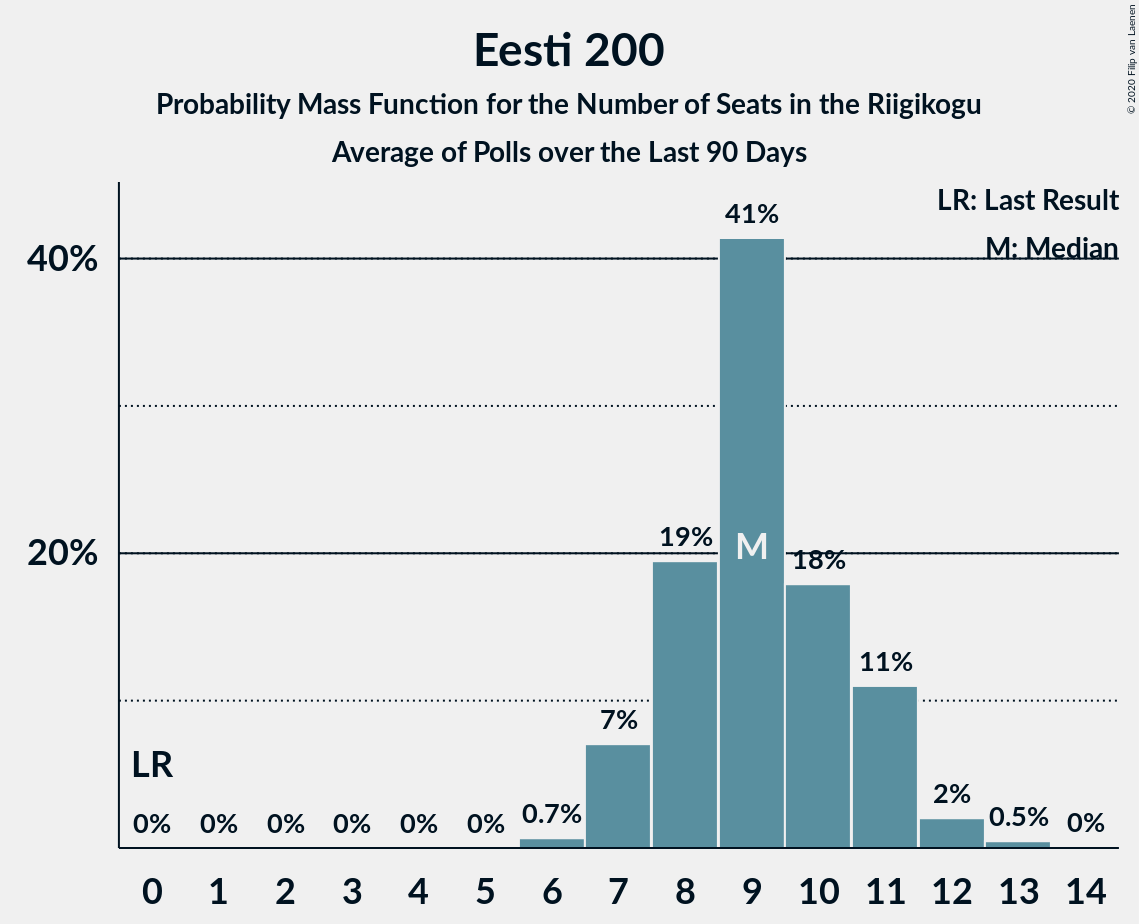 Eesti 200
Probability Mass Function for the Number of Seats in the Riigikogu
Average of Polls over the Last 90 Days
© 2020 Filip van Laenen
LR: Last Result
M: Median
40%
20%
41%
19%
M
18%
11%
7%
LR
0% 0% 0% 0% 0% 0% 0.7% 2% 0.5% 0%
0 1 2 3 4 5 6 7 8 9 10 11 12 13 14